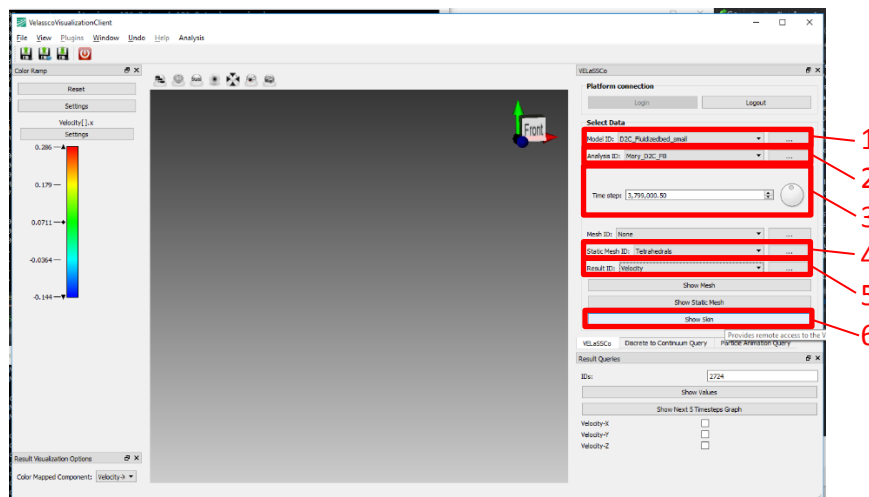 VelasscoVisualizationClient
File View Plugins Window Undo Help Analysis
Color Ramp
Reset
Settings
Velocity[].x
Settings
0.286
0.179
0.0711
-0.0364
-0.144
Result Visualization Options
Color Mapped Component: Velocity-X
Front
VELaSSCo
Platform connection
Login Logout
Select Data
Model ID: D2C_Fluidizedbed_small ... 1
Analysis ID: Mary_D2C_FB ... 2
Time step: 3,799,000.50 3
Mesh ID: None ...
Static Mesh ID: Tetrahedrals ... 4
Result ID: Velocity ... 5
Show Mesh
Show Static Mesh
Show Skin 6
Provides remote access to the V
VELaSSCo Discrete to Continuum Query Particle Animation Query
Result Queries
IDs: 2724
Show Values
Show Next 5 Timesteps Graph
Velocity-X
Velocity-Y
Velocity-Z